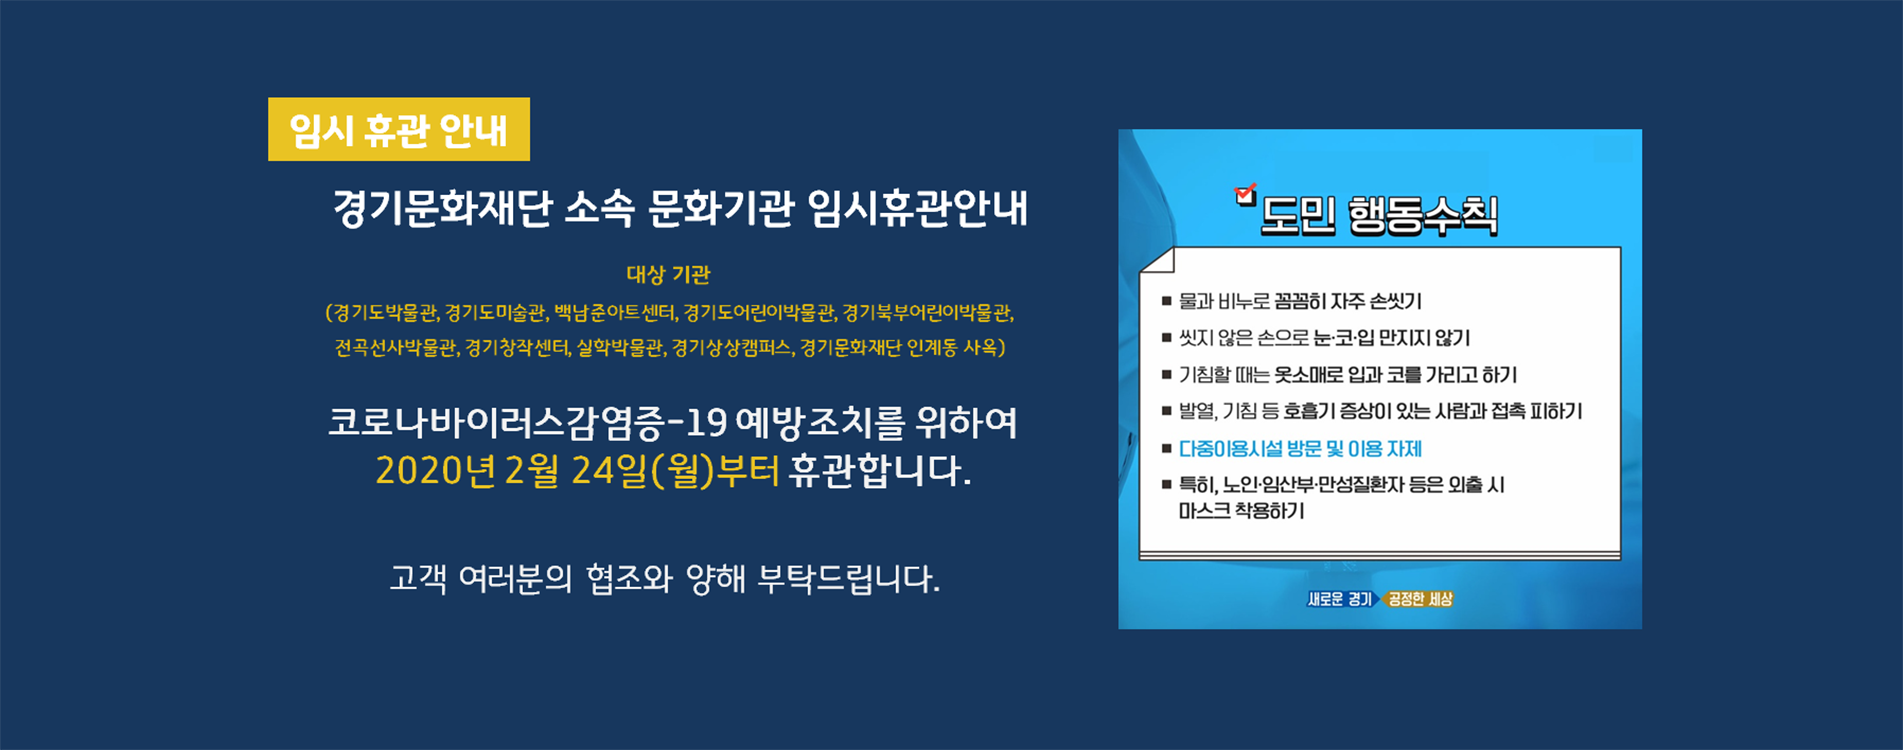 임시 휴관 안내
경기문화재단 소속 문화기관 임시휴관안내
대상 기관
(경기도박물관, 경기도미술관, 백남준아트센터, 경기도어린이박물관, 경기북부어린이박물관,
전곡선사박물관, 경기창작센터, 실학박물관, 경기상상캠퍼스, 경기문화재단 인계동 사옥)
코로나바이러스감염증-19 예방조치를 위하여
2020년 2월 24일(월)부터 휴관합니다.
고객 여러분의 협조와 양해 부탁드립니다.
도민 행동수칙
■ 물과 비누로 꼼꼼히 자주 손씻기
■ 씻지 않은 손으로 눈·코·입 만지지 않기
■ 기침할 때는 옷소매로 입과 코를 가리고 하기
■ 발열, 기침 등 호흡기 증상이 있는 사람과 접촉 피하기
■ 다중이용시설 방문 및 이용 자제
■ 특히, 노인·임산부·만성질환자 등은 외출 시
마스크 착용하기
새로운 경기 공정한 세상